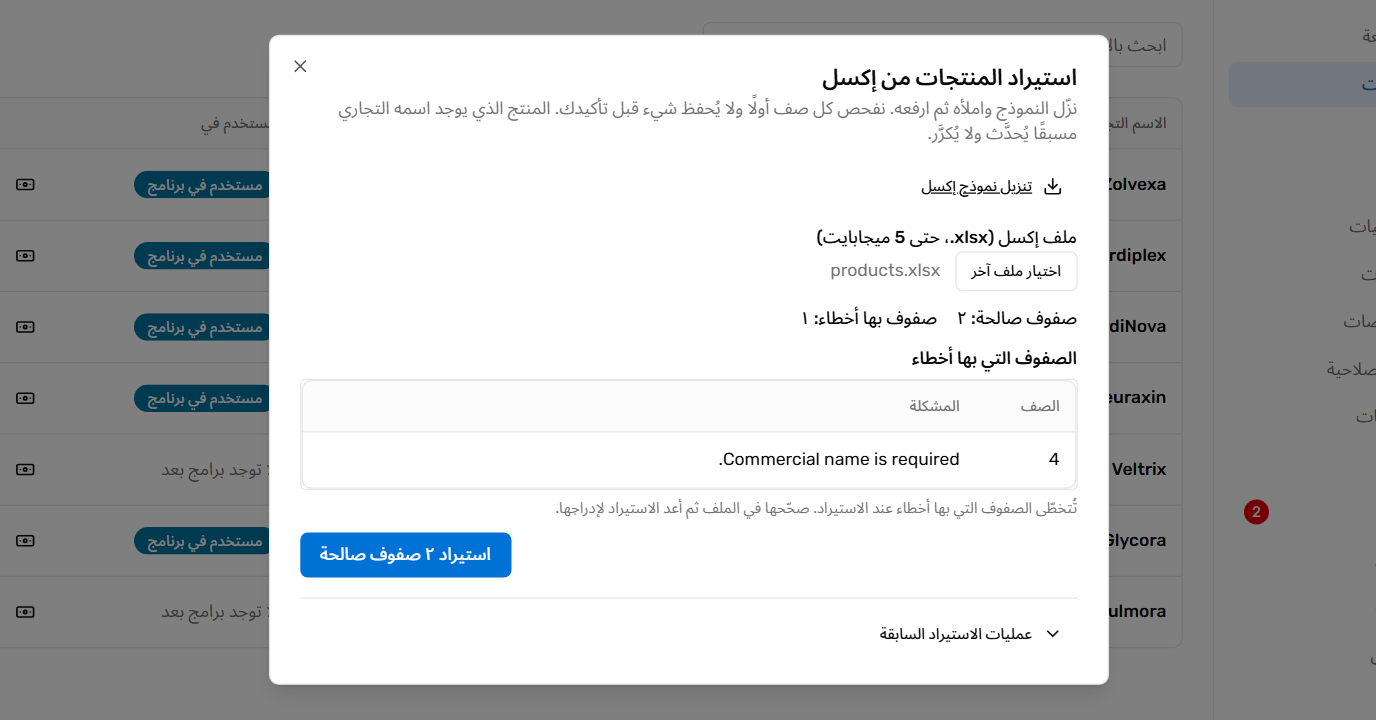 استيراد المنتجات من إكسل
نزّل النموذج واملأه ثم ارفعه. نفحص كل صف أولًا ولا يُحفظ شيء قبل تأكيدك. المنتج الذي يوجد اسمه التجاري
مسبقًا يُحدَّث ولا يُكرَّر.
تنزيل نموذج إكسل
ملف إكسل (.xlsx، حتى 5 ميجابايت)
اختيار ملف آخر products.xlsx
صفوف صالحة: ٢ صفوف بها أخطاء: ١
الصفوف التي بها أخطاء
الصف المشكلة
4 Commercial name is required.
تُتخطّى الصفوف التي بها أخطاء عند الاستيراد. صحّحها في الملف ثم أعد الاستيراد لإدراجها.
استيراد ٢ صفوف صالحة
عمليات الاستيراد السابقة
ابحث
الاسم مستخدم في
Zolvexa مستخدم في برنامج
مستخدم في برنامج
مستخدم في برنامج
مستخدم في برنامج
Veltrix توجد برامج بعد
Glycora مستخدم في برنامج
توجد برامج بعد
2